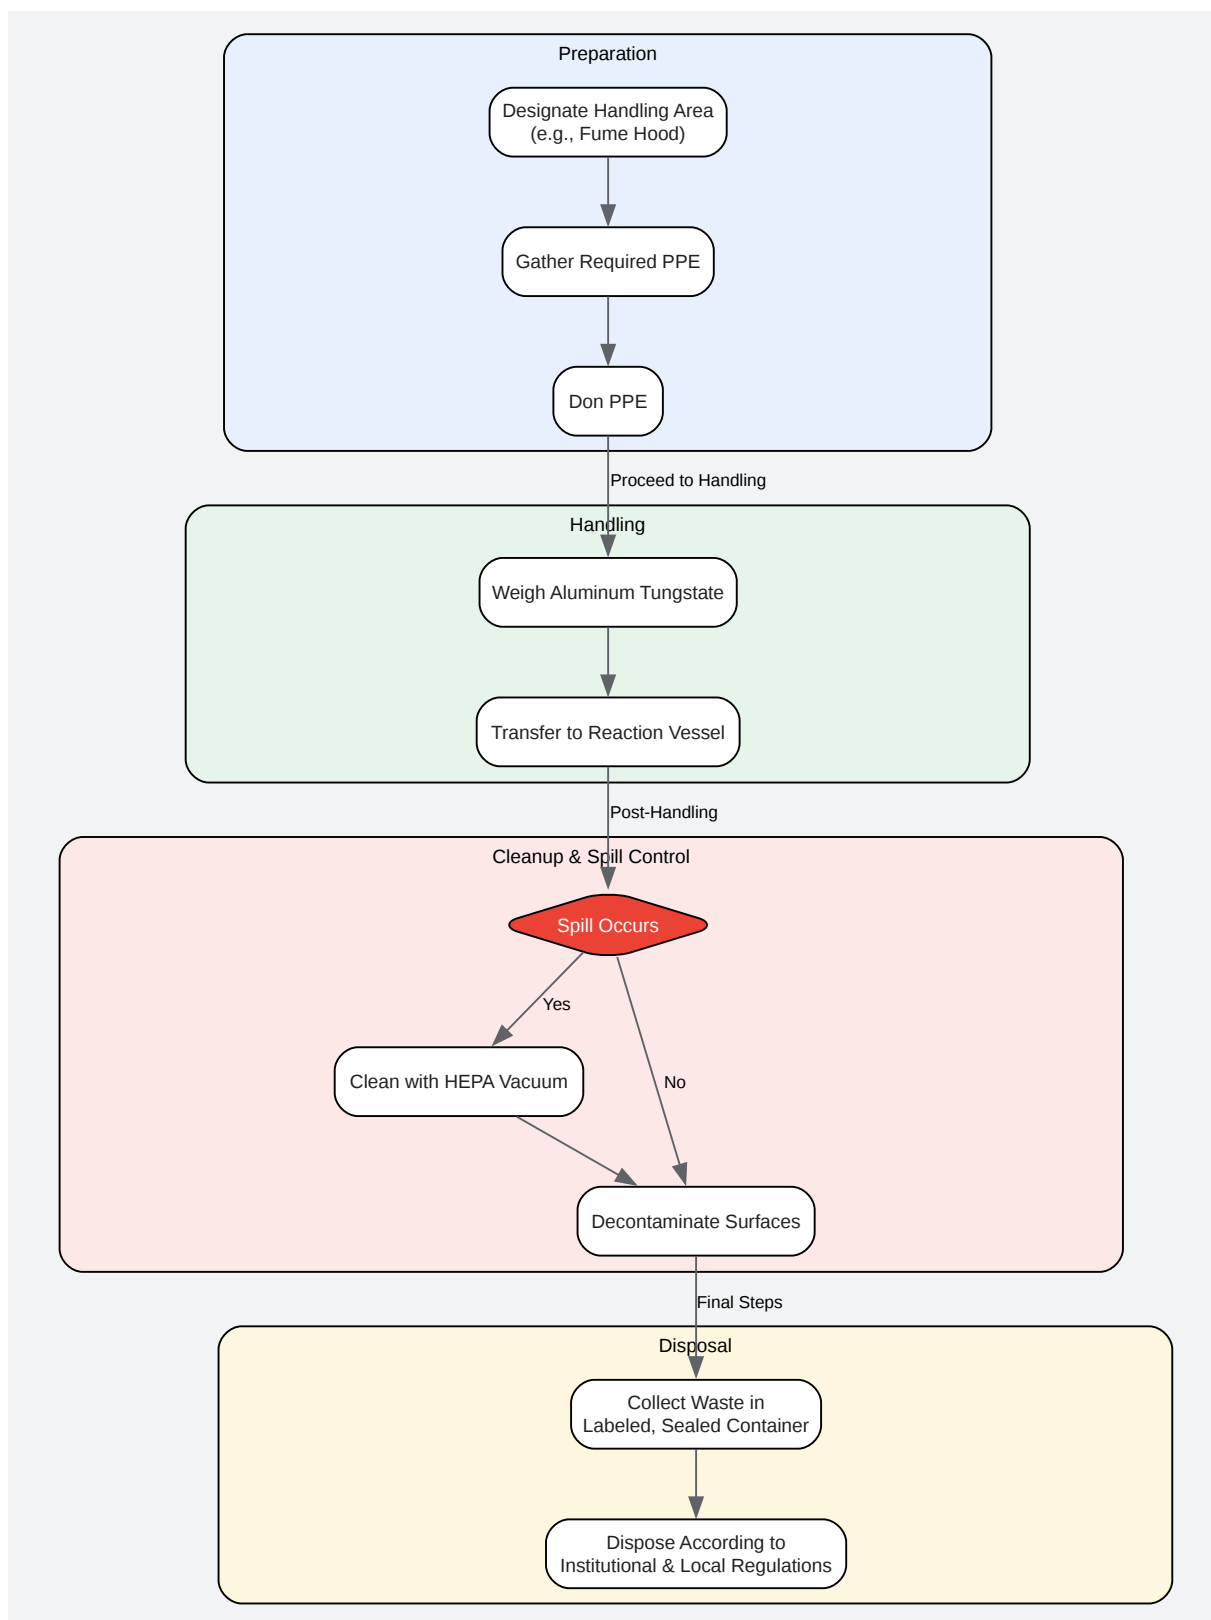 Preparation
Designate Handling Area
(e.g., Fume Hood)
Gather Required PPE
Don PPE
Proceed to Handling
Handling
Weigh Aluminum Tungstate
Transfer to Reaction Vessel
Post-Handling
Cleanup & Spill Control
Spill Occurs
Yes
Clean with HEPA Vacuum
No
Decontaminate Surfaces
Final Steps
Disposal
Collect Waste in
Labeled, Sealed Container
Dispose According to
Institutional & Local Regulations